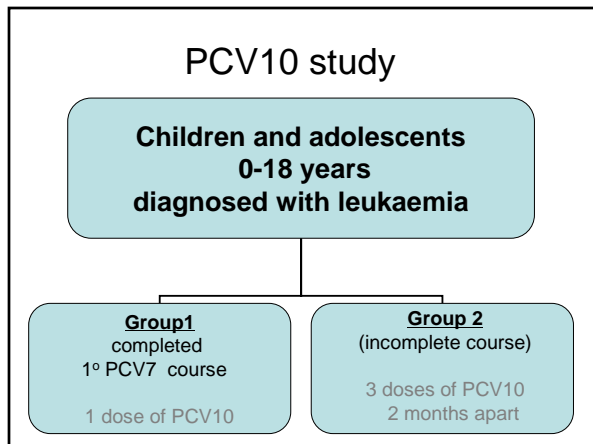 PCV10 study
Children and adolescents
0-18 years
diagnosed with leukaemia
Group1
completed
1º PCV7 course
1 dose of PCV10
Group 2
(incomplete course)
3 doses of PCV10
2 months apart